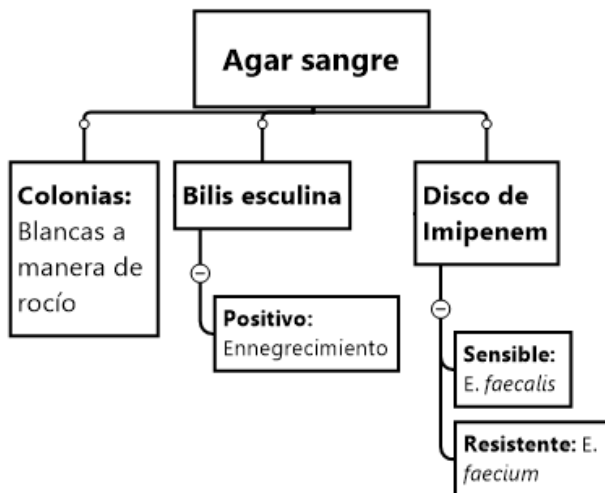 Agar sangre
Colonias:
Blancas a
manera de
rocío
Bilis esculina
Positivo:
Ennegrecimiento
Disco de
Imipenem
Sensible:
E. faecalis
Resistente: E.
faecium